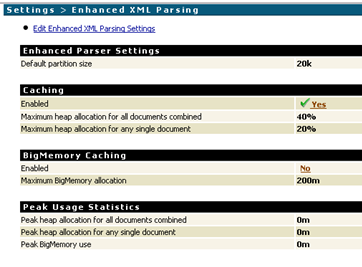 Settings > Enhanced XML Parsing
Edit Enhanced XML Parsing Settings
Enhanced Parser Settings
Default partition size 20k
Caching
Enabled Yes
Maximum heap allocation for all documents combined 40%
Maximum heap allocation for any single document 20%
BigMemory Caching
Enabled No
Maximum BigMemory allocation 200m
Peak Usage Statistics
Peak heap allocation for all documents combined 0m
Peak heap allocation for any single document 0m
Peak BigMemory use 0m